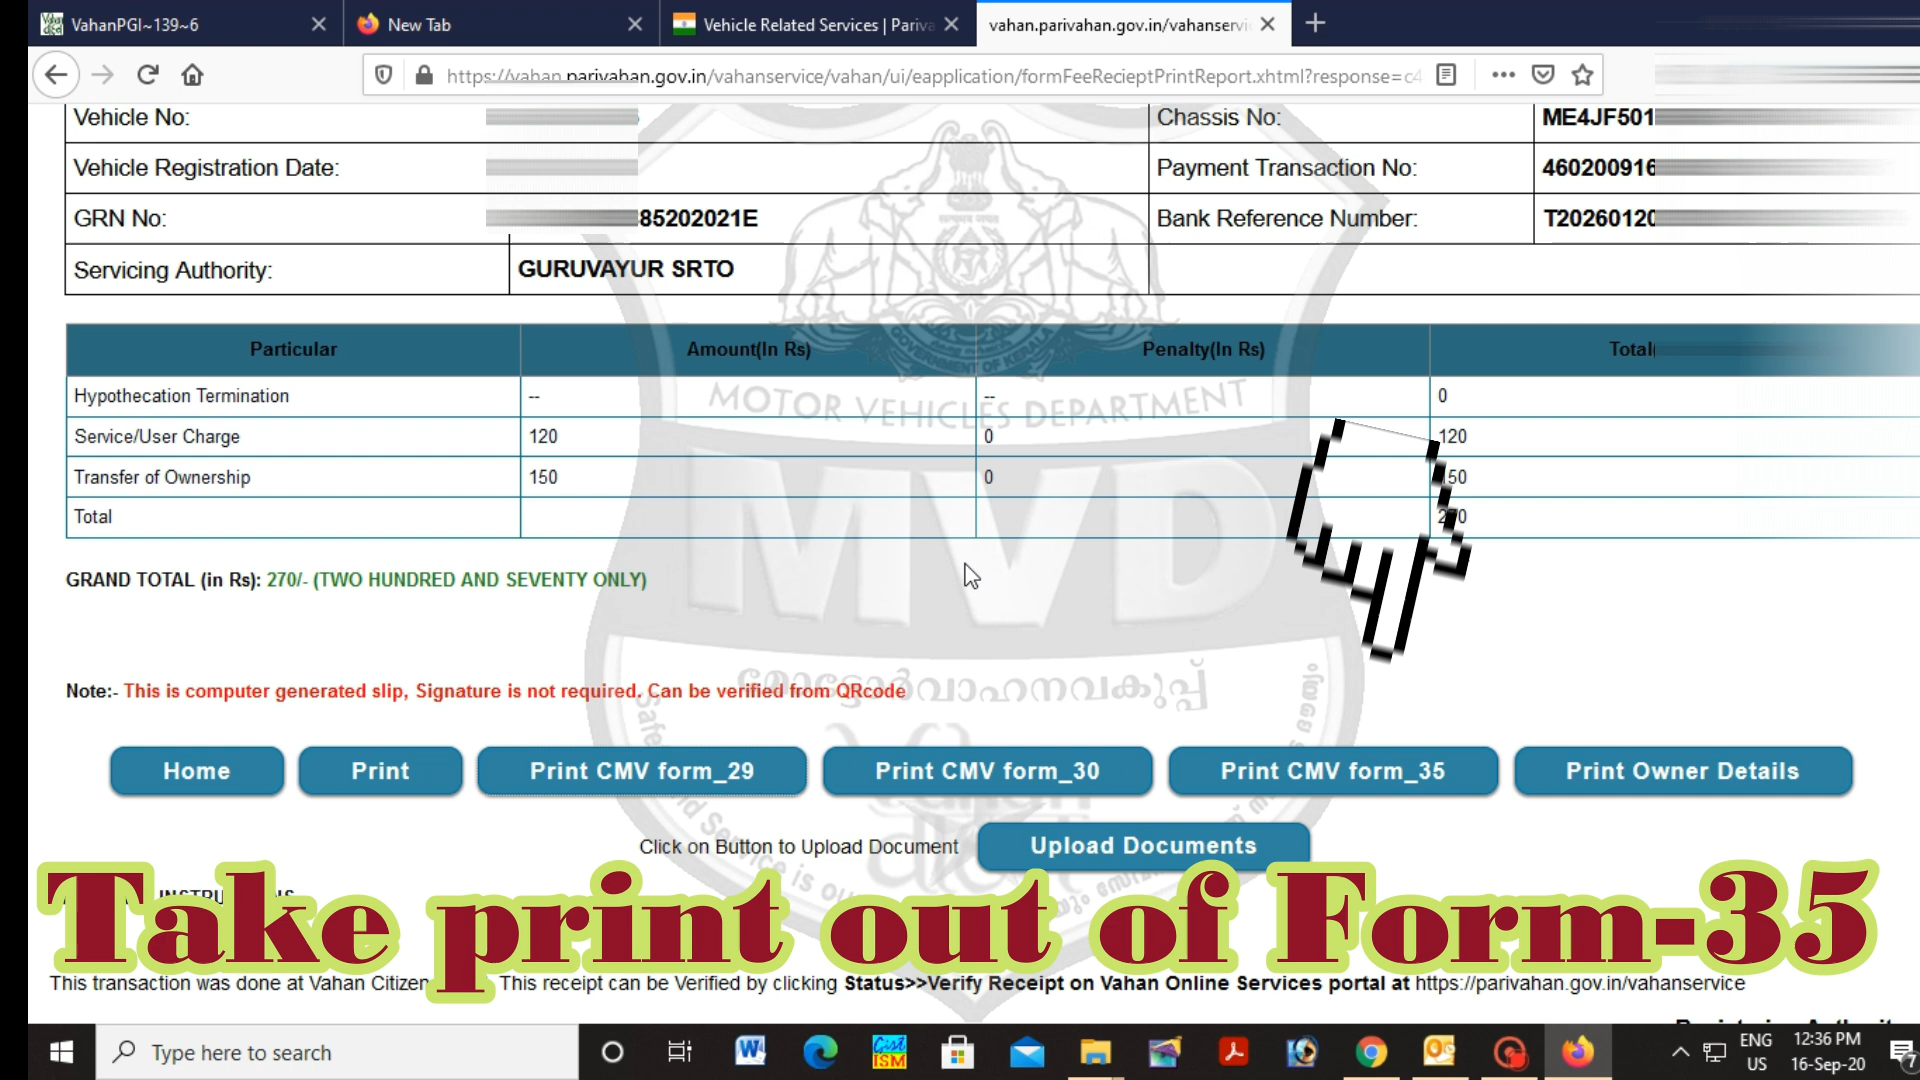 VahanPGI~139~6
New Tab
Vehicle Related Services | Pariva
vahan.parivahan.gov.in/vahanservi
https://vahan.parivahan.gov.in/vahanservice/vahan/ui/eapplication/formFeeRecieptPrintReport.xhtml?response=c4
Vehicle No: Chassis No: ME4JF501
Vehicle Registration Date: Payment Transaction No: 460200916
GRN No: 85202021E Bank Reference Number: T20260120
Servicing Authority: GURUVAYUR SRTO
Particular Amount(In Rs) Penalty(In Rs) Total(
Hypothecation Termination -- -- 0
Service/User Charge 120 0 120
Transfer of Ownership 150 0 150
Total 270
GOVERNMENT OF KERALA
MOTOR VEHICLES DEPARTMENT
MVD
GRAND TOTAL (in Rs): 270/- (TWO HUNDRED AND SEVENTY ONLY)
മോട്ടോർവാഹനവകുപ്പ്
Note:- This is computer generated slip, Signature is not required. Can be verified from QRcode
Home Print Print CMV form_29 Print CMV form_30 Print CMV form_35 Print Owner Details
Click on Button to Upload Document Upload Documents
Take print out of Form-35
This transaction was done at Vahan Citizen This receipt can be Verified by clicking Status>>Verify Receipt on Vahan Online Services portal at https://parivahan.gov.in/vahanservice
Type here to search
ENG
US
12:36 PM
16-Sep-20
7